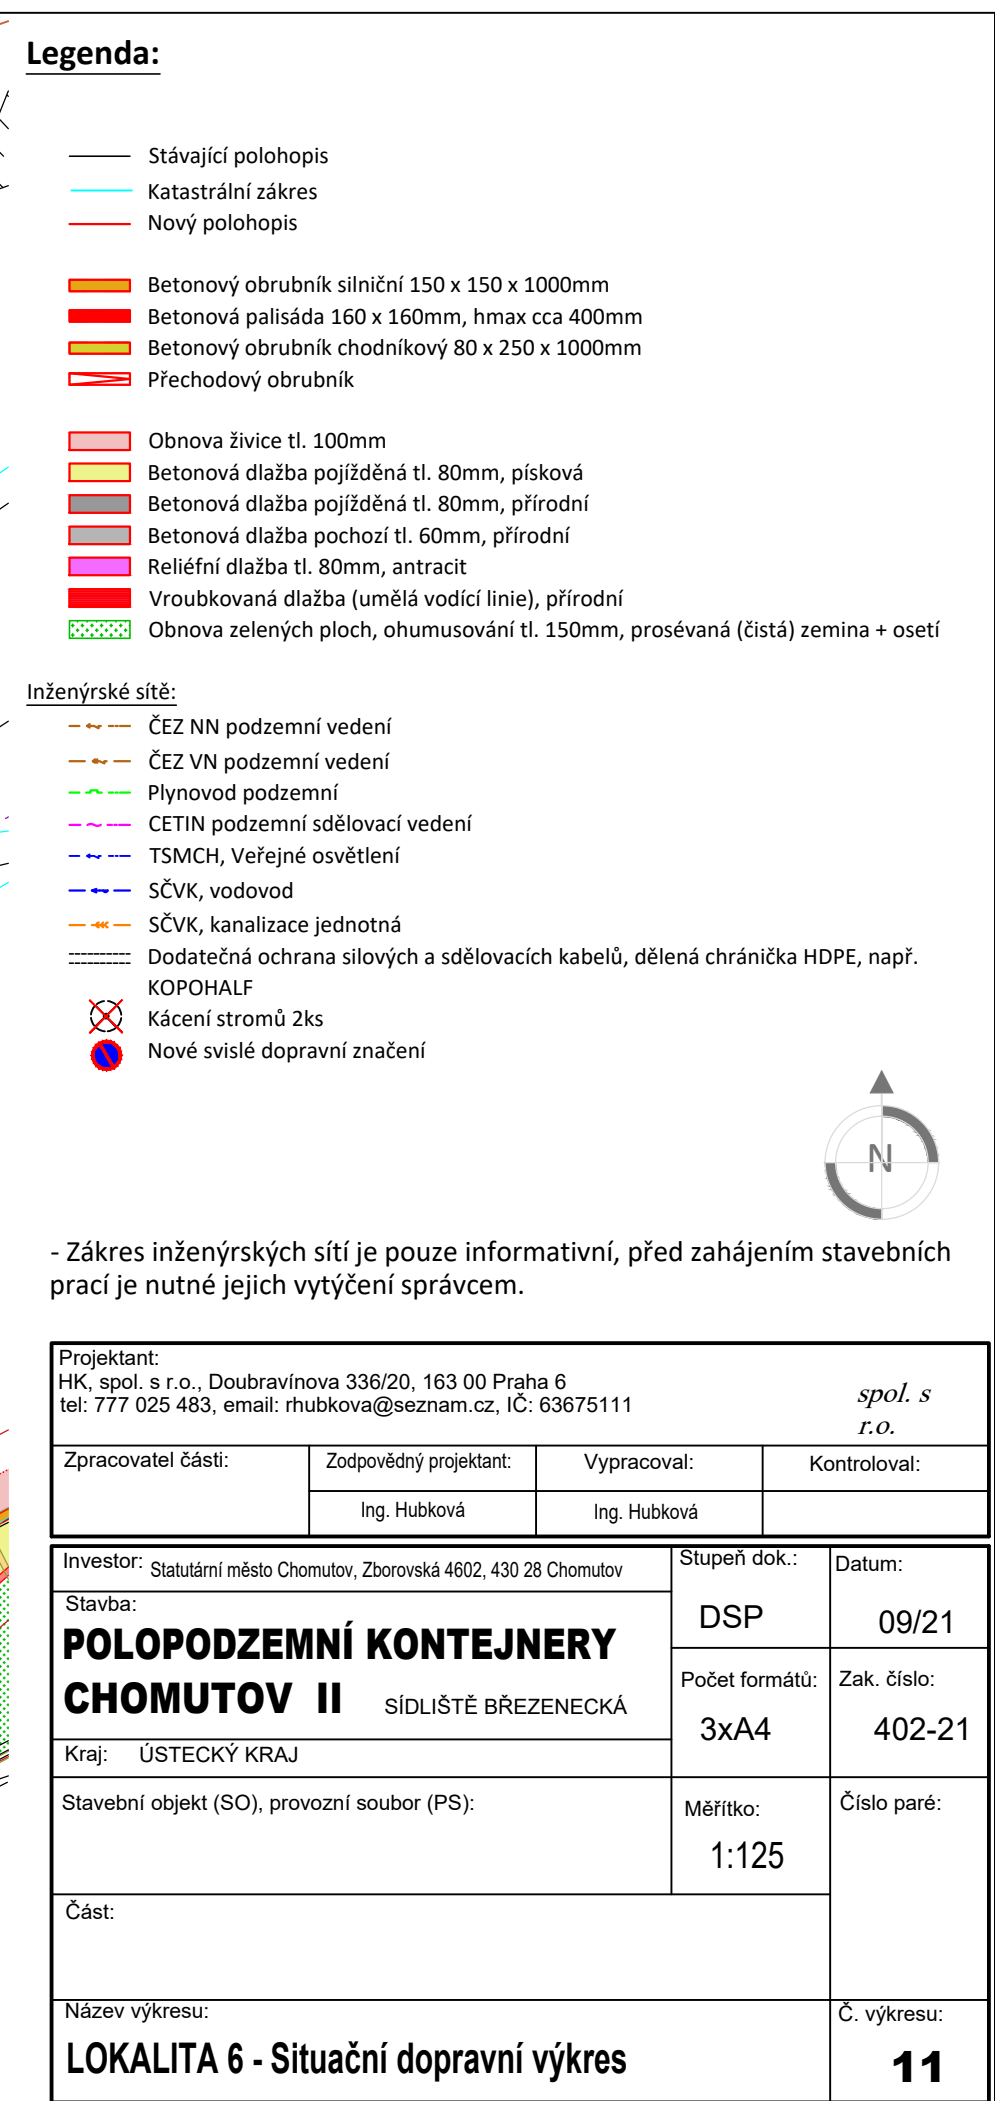 Legenda:
Stávající polohopis
Katastrální zákres
Nový polohopis
Betonový obrubník silniční 150 x 150 x 1000mm
Betonová palisáda 160 x 160mm, hmax cca 400mm
Betonový obrubník chodníkový 80 x 250 x 1000mm
Přechodový obrubník
Obnova živice tl. 100mm
Betonová dlažba pojížděná tl. 80mm, písková
Betonová dlažba pojížděná tl. 80mm, přírodní
Betonová dlažba pochozí tl. 60mm, přírodní
Reliéfní dlažba tl. 80mm, antracit
Vroubkovaná dlažba (umělá vodící linie), přírodní
Obnova zelených ploch, ohumusování tl. 150mm, prosévaná (čistá) zemina + osetí
Inženýrské sítě:
ČEZ NN podzemní vedení
ČEZ VN podzemní vedení
Plynovod podzemní
CETIN podzemní sdělovací vedení
TSMCH, Veřejné osvětlení
SČVK, vodovod
SČVK, kanalizace jednotná
Dodatečná ochrana silových a sdělovacích kabelů, dělená chránička HDPE, např.
KOPOHALF
Kácení stromů 2ks
Nové svislé dopravní značení
N
- Zákres inženýrských sítí je pouze informativní, před zahájením stavebních
prací je nutné jejich vytýčení správcem.
Projektant:
HK, spol. s r.o., Doubravínova 336/20, 163 00 Praha 6
tel: 777 025 483, email: rhubkova@seznam.cz, IČ: 63675111
spol. s
r.o.
Zpracovatel části:
Zodpovědný projektant:
Vypracoval:
Kontroloval:
Ing. Hubková
Ing. Hubková
Investor: Statutární město Chomutov, Zborovská 4602, 430 28 Chomutov
Stupeň dok.:
Datum:
DSP
09/21
Stavba:
POLOPODZEMNÍ KONTEJNERY
CHOMUTOV II SÍDLIŠTĚ BŘEZENECKÁ
Počet formátů:
Zak. číslo:
3xA4
402-21
Kraj: ÚSTECKÝ KRAJ
Stavební objekt (SO), provozní soubor (PS):
Měřítko:
Číslo paré:
1:125
Část:
Název výkresu:
Č. výkresu:
LOKALITA 6 - Situační dopravní výkres
11